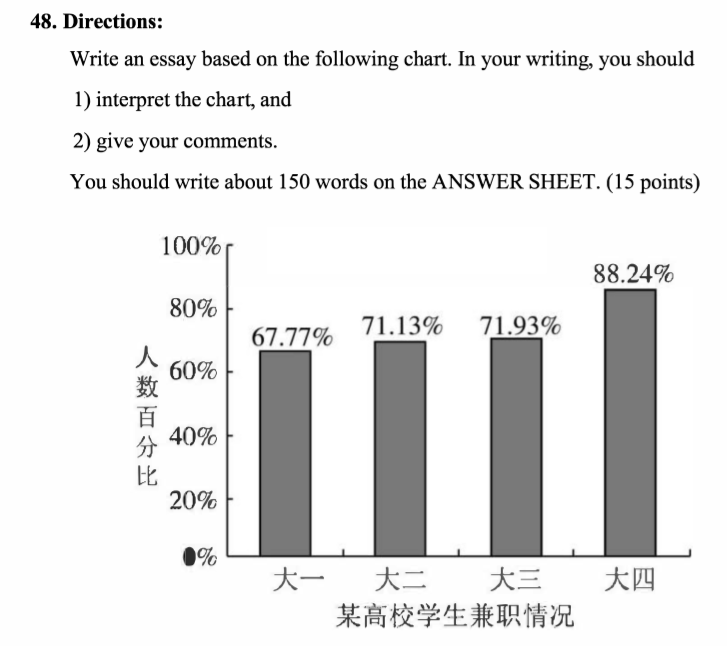 48. Directions:
Write an essay based on the following chart. In your writing, you should
1) interpret the chart, and
2) give your comments.
You should write about 150 words on the ANSWER SHEET. (15 points)
100%
80%
60%
40%
20%
0%
人数百分比
67.77%
71.13%
71.93%
88.24%
大一
大二
大三
大四
某高校学生兼职情况